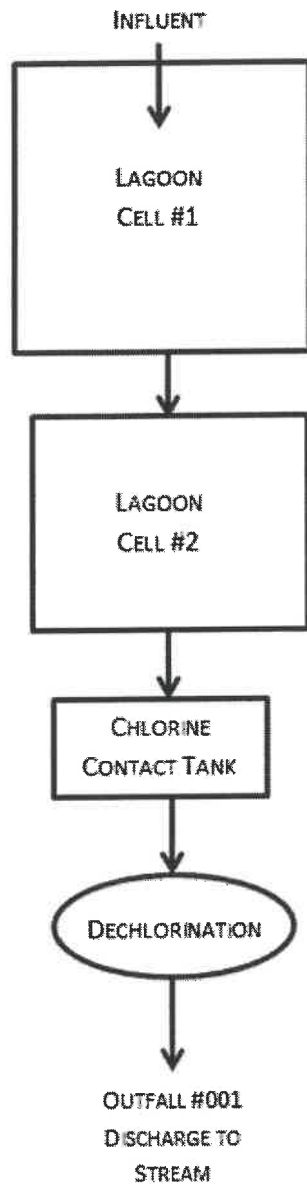 INFLUENT
LAGOON
CELL #1
LAGOON
CELL #2
CHLORINE
CONTACT TANK
DECHLORINATION
OUTFALL #001
DISCHARGE TO
STREAM